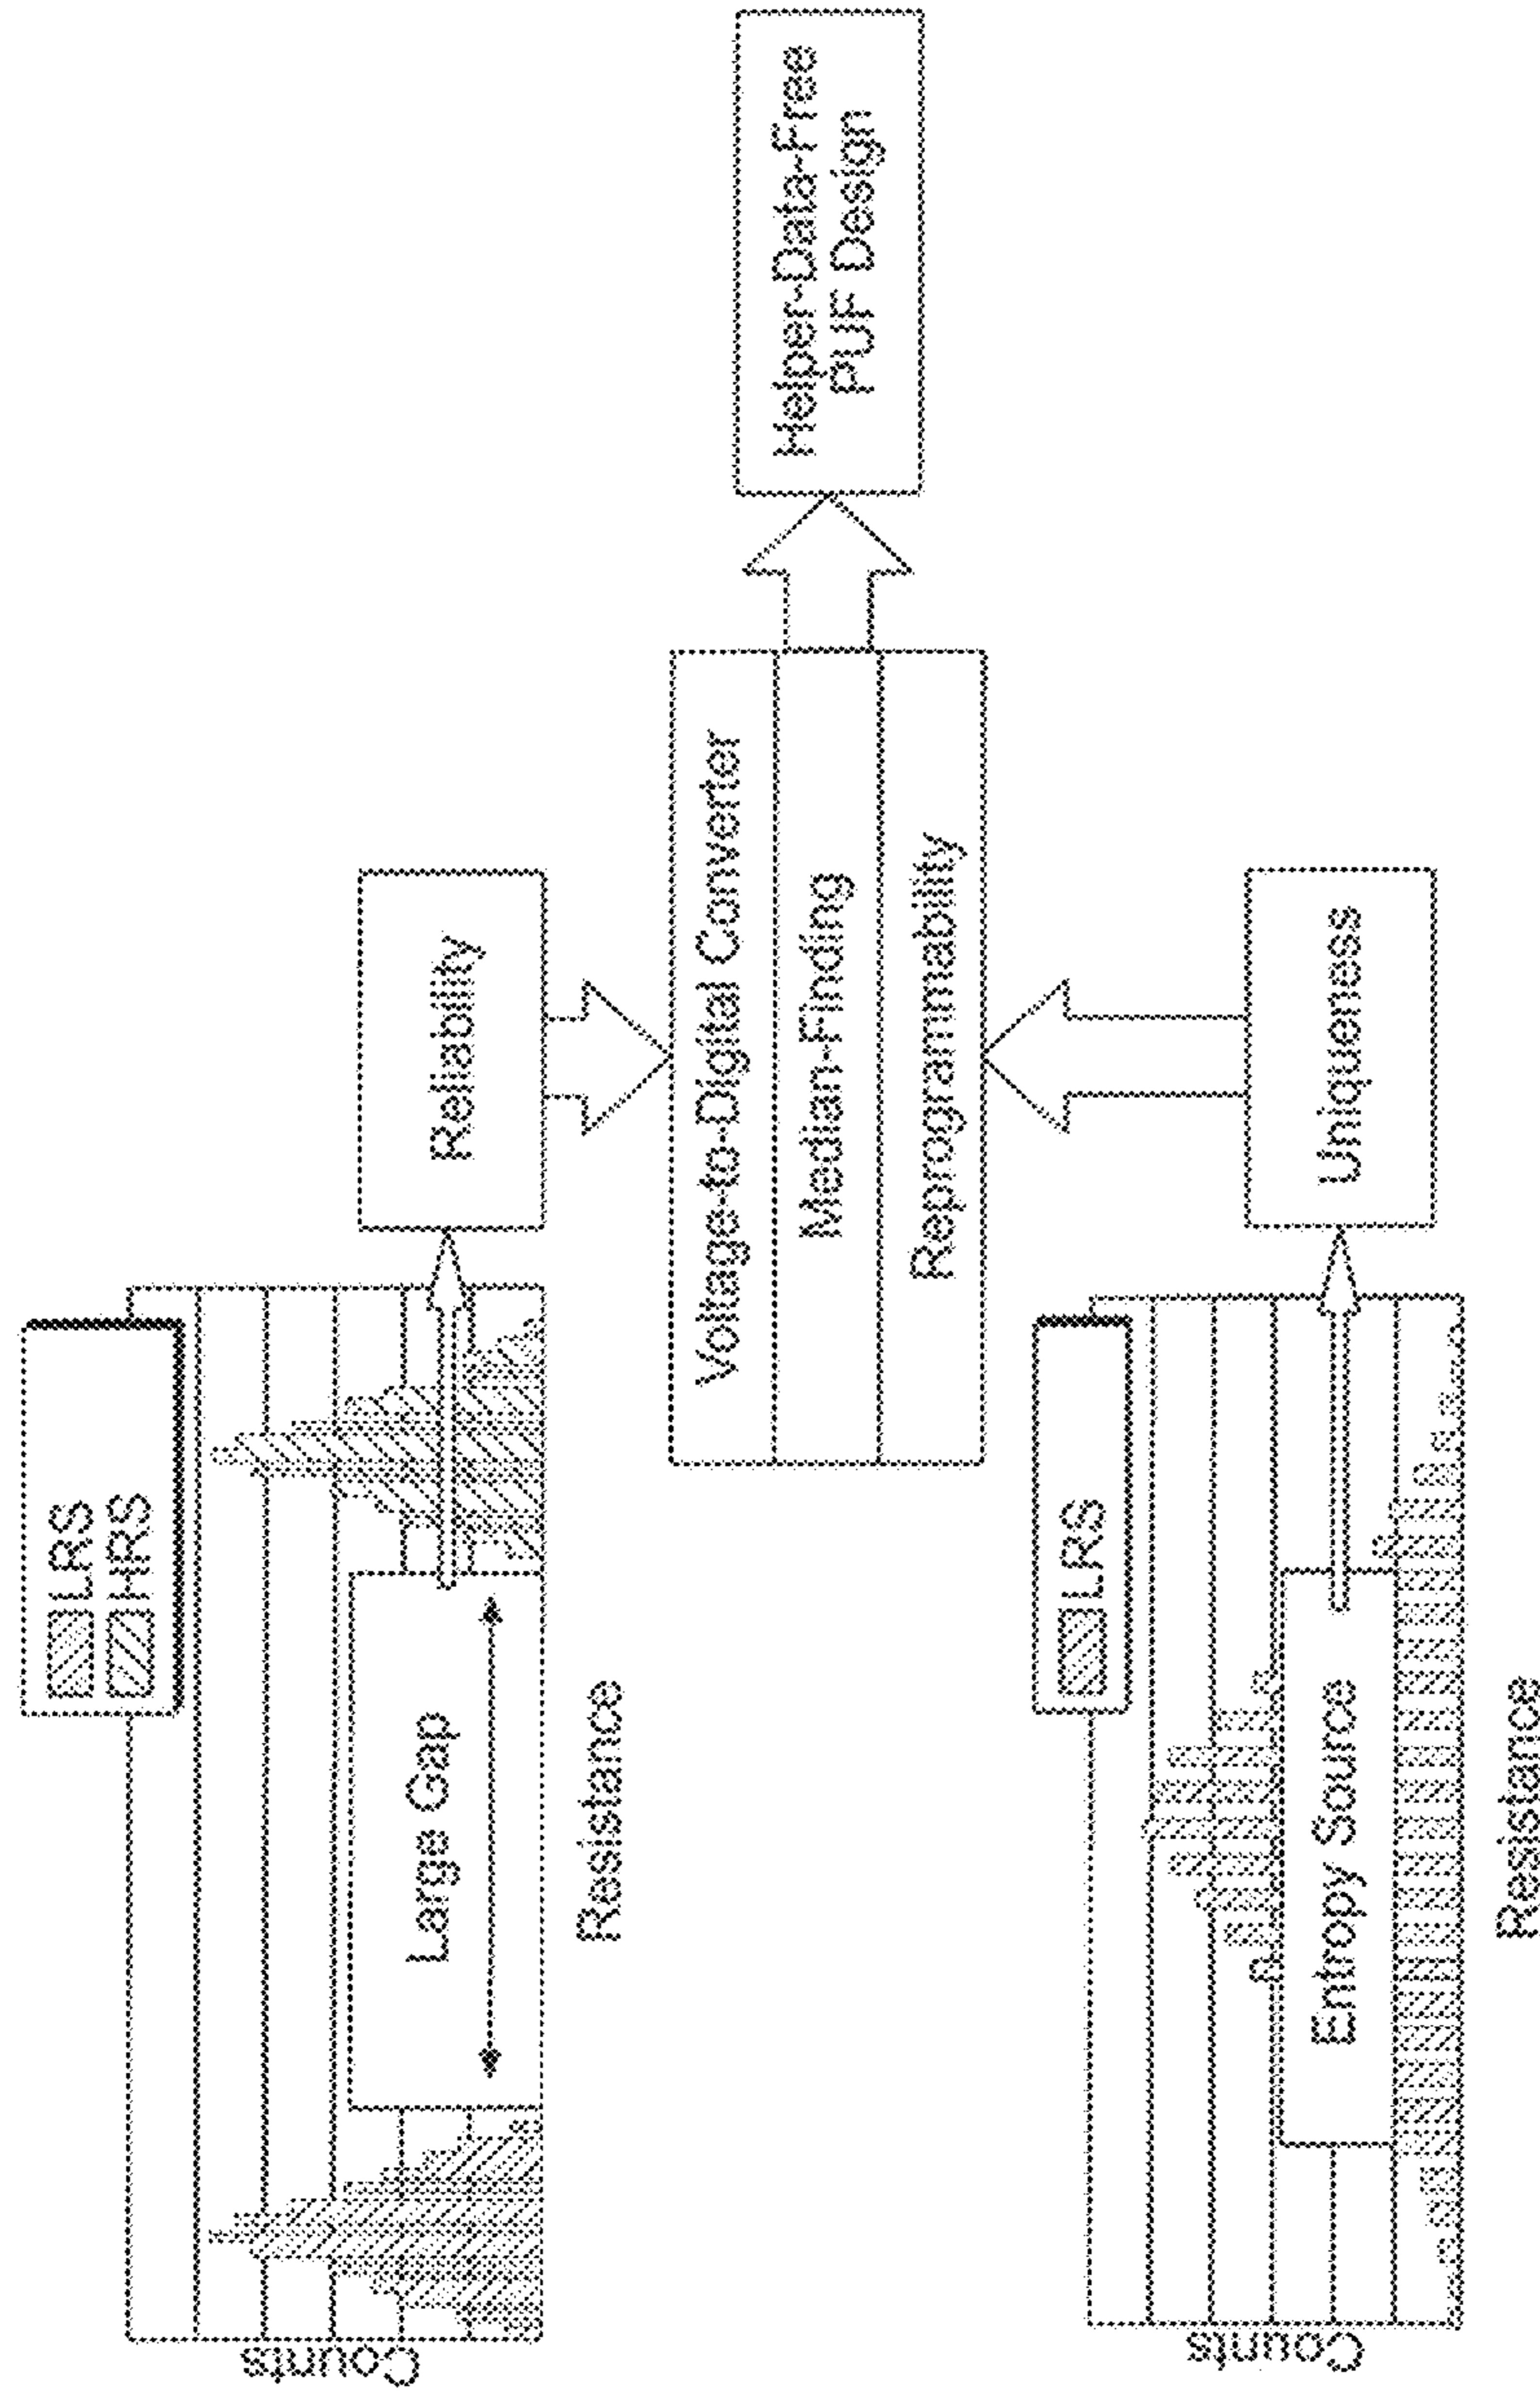 LRS
HRS
Counts
Large Gap
Resistance
Reliability
Voltage-to-Digital Converter
Median-Finding
Reprogrammability
Helper-Data-Free
PUF Design
LRS
Counts
Entropy Source
Resistance
Uniqueness